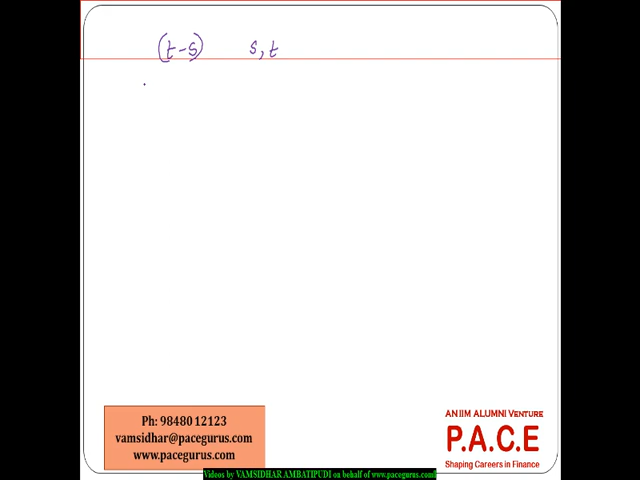 (t-s) s, t
Ph: 98480 12123
vamsidhar@pacegurus.com
www.pacegurus.com
AN IIM ALUMNI VENTURE
P.A.C.E
Shaping Careers in Finance
Videos by VAMSIDHAR AMBATIPUDI on behalf of www.pacegurus.com